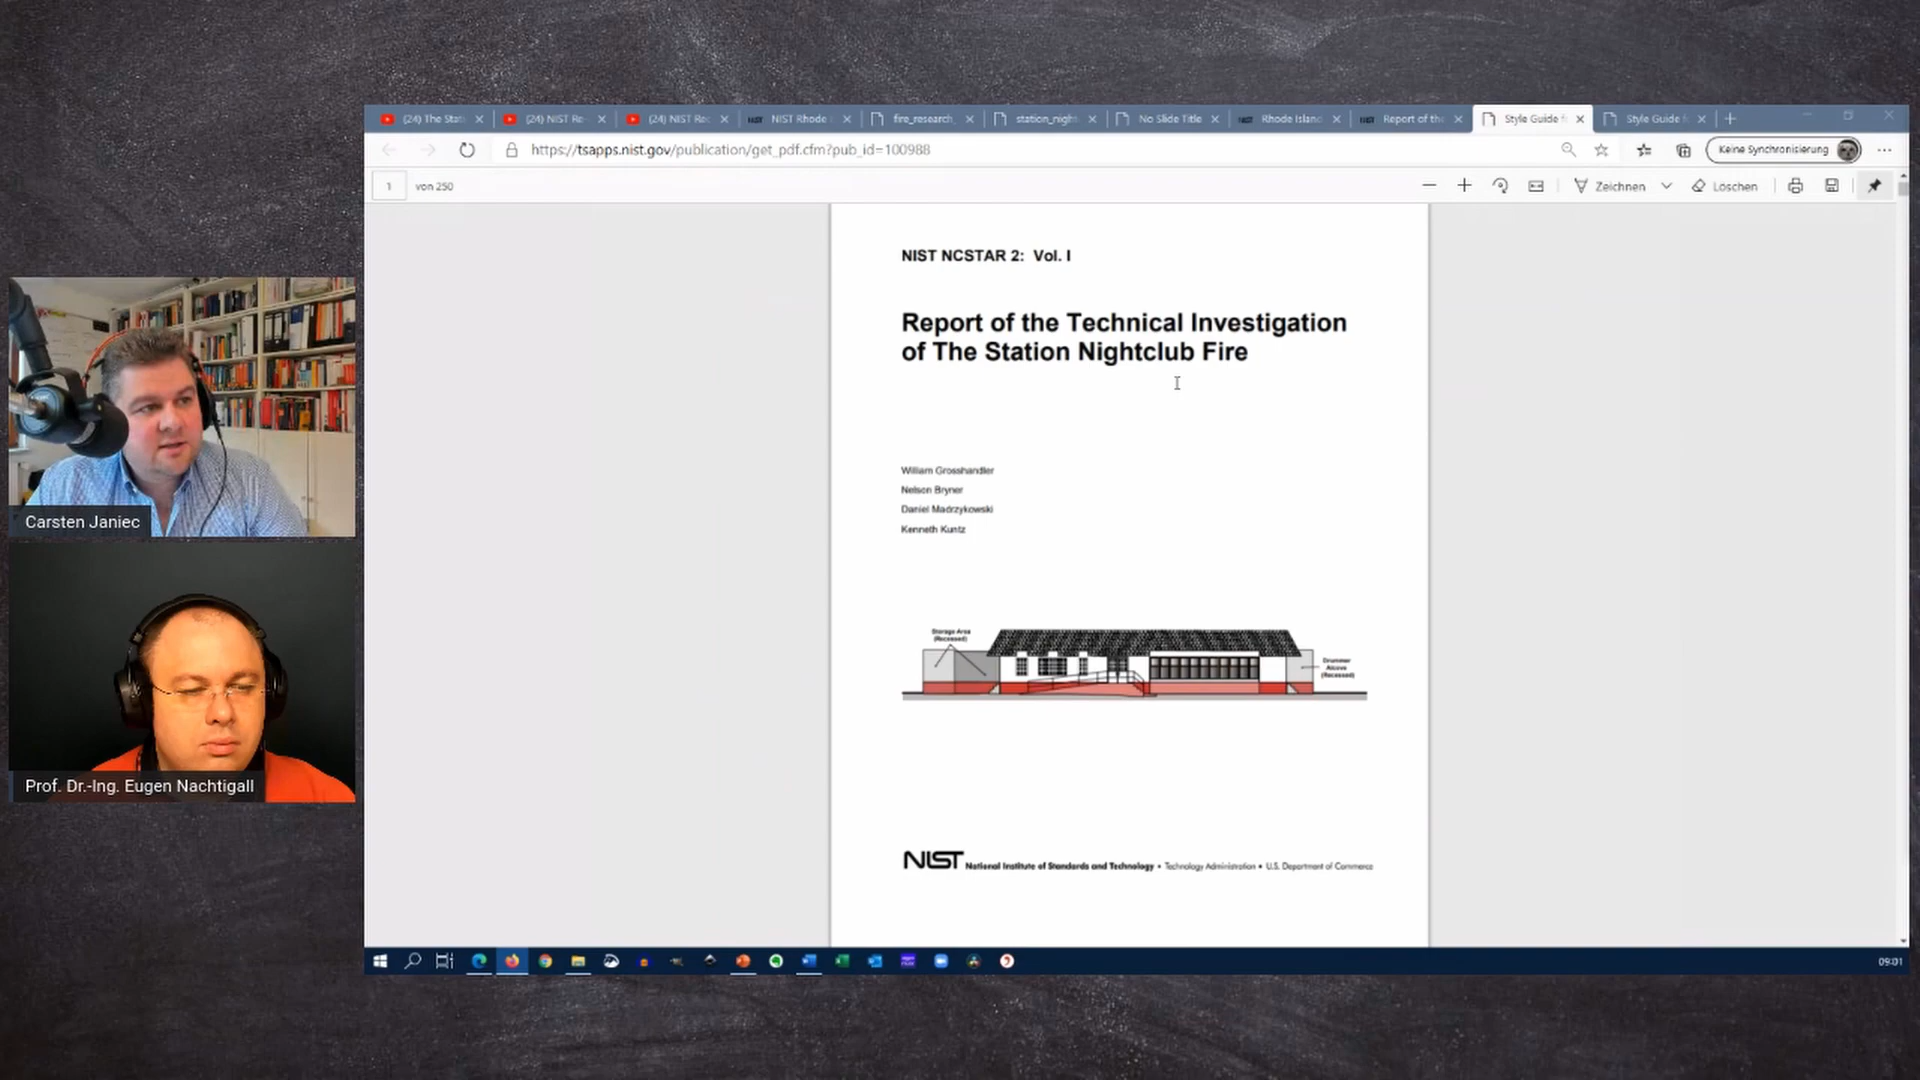 (24) The Stati
(24) NIST Re
(24) NIST Rec
NIST Rhode
fire_research_
station_nigh
No Slide Title
Rhode Island
Report of the
Style Guide f
Style Guide f
https://tsapps.nist.gov/publication/get_pdf.cfm?pub_id=100988
Keine Synchronisierung
1
von 250
Zeichnen
Löschen
NIST NCSTAR 2: Vol. I
Report of the Technical Investigation
of The Station Nightclub Fire
William Grosshandler
Nelson Bryner
Daniel Madrzykowski
Kenneth Kuntz
Storage Area
(Recessed)
Drummer
Alcove
(Recessed)
NIST National Institute of Standards and Technology • Technology Administration • U.S. Department of Commerce
Carsten Janiec
Prof. Dr.-Ing. Eugen Nachtigall
09:01